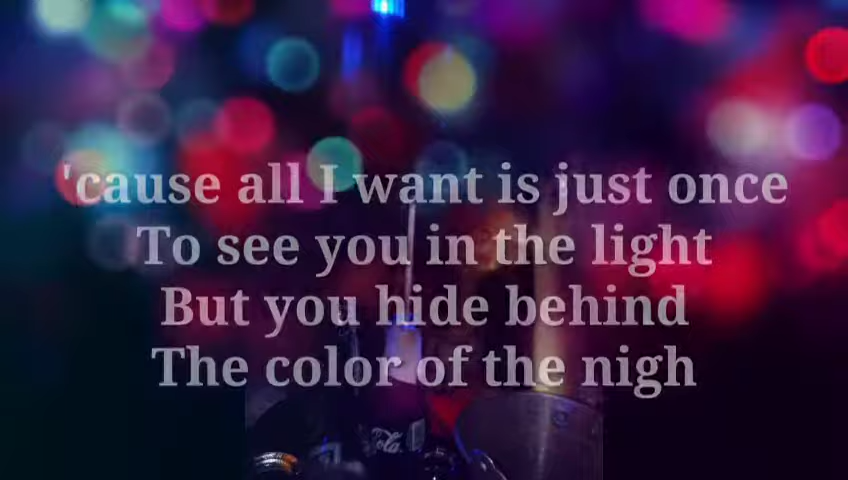 'cause all I want is just once
To see you in the light
But you hide behind
The color of the nigh